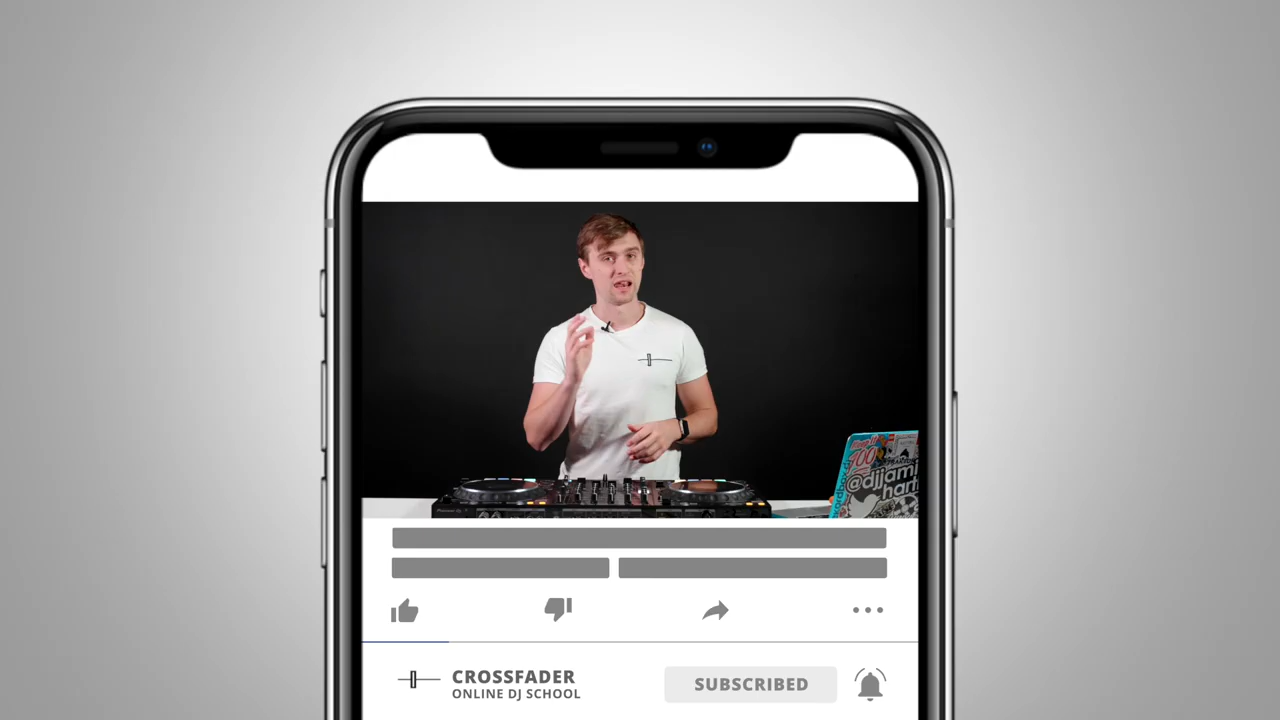 100
@djjami
hart
CROSSFADER
ONLINE DJ SCHOOL
SUBSCRIBED